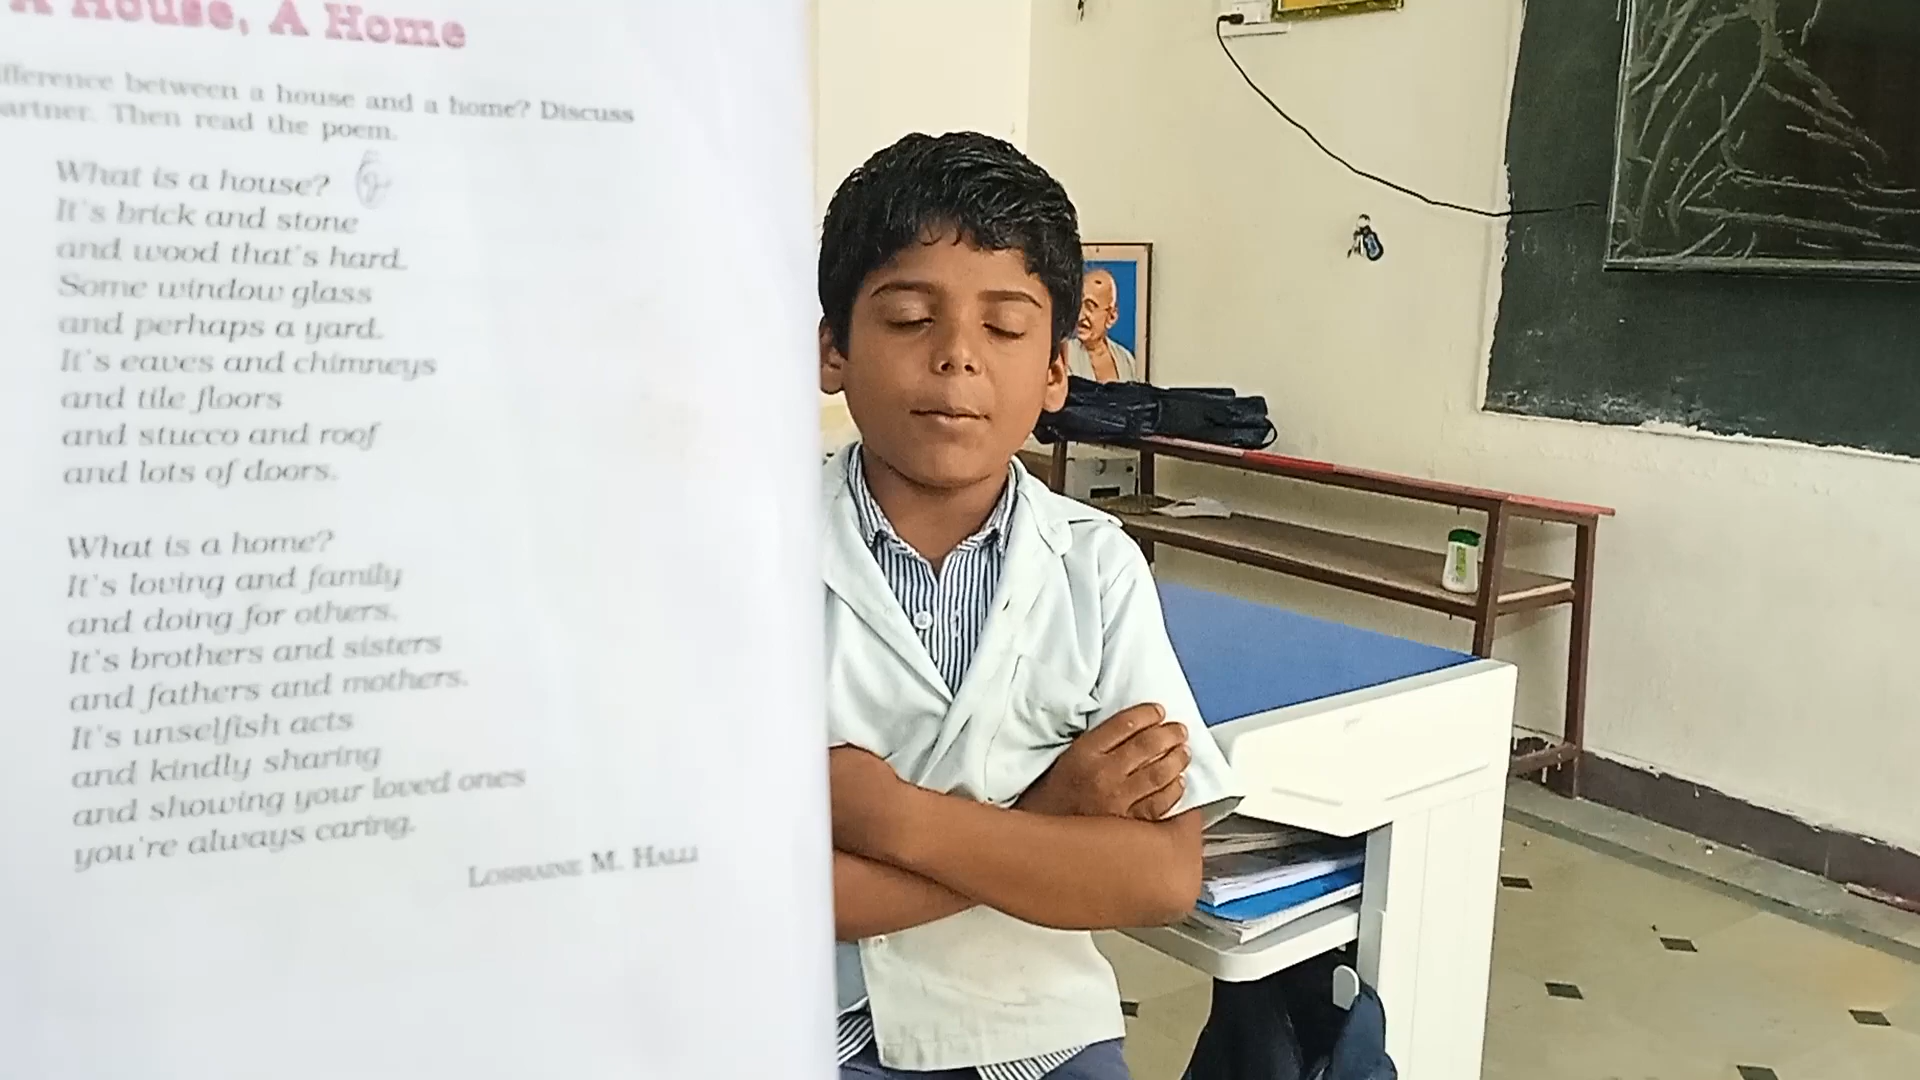 A House, A Home
ifference between a house and a home? Discuss
artner. Then read the poem.
What is a house?
It's brick and stone
and wood that's hard.
Some window glass
and perhaps a yard.
It's eaves and chimneys
and tile floors
and stucco and roof
and lots of doors.
What is a home?
It's loving and family
and doing for others.
It's brothers and sisters
and fathers and mothers.
It's unselfish acts
and kindly sharing
and showing your loved ones
you're always caring.
LORRAINE M. HALLI